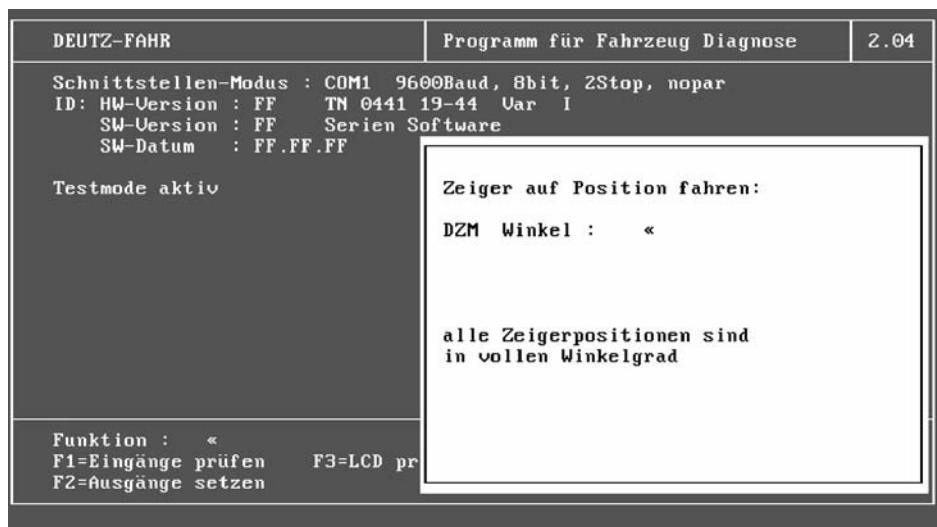 DEUTZ-FAHR
Programm für Fahrzeug Diagnose
2.04
Schnittstellen-Modus : COM1 9600Baud, 8bit, 2Stop, nopar
ID: HW-Version : FF TN 0441 19-44 Var I
SW-Version : FF Serien Software
SW-Datum : FF.FF.FF
Testmode aktiv
Zeiger auf Position fahren:
DZM Winkel : «
alle Zeigerpositionen sind
in vollen Winkelgrad
Funktion : «
F1=Eingänge prüfen F3=LCD pr
F2=Ausgänge setzen